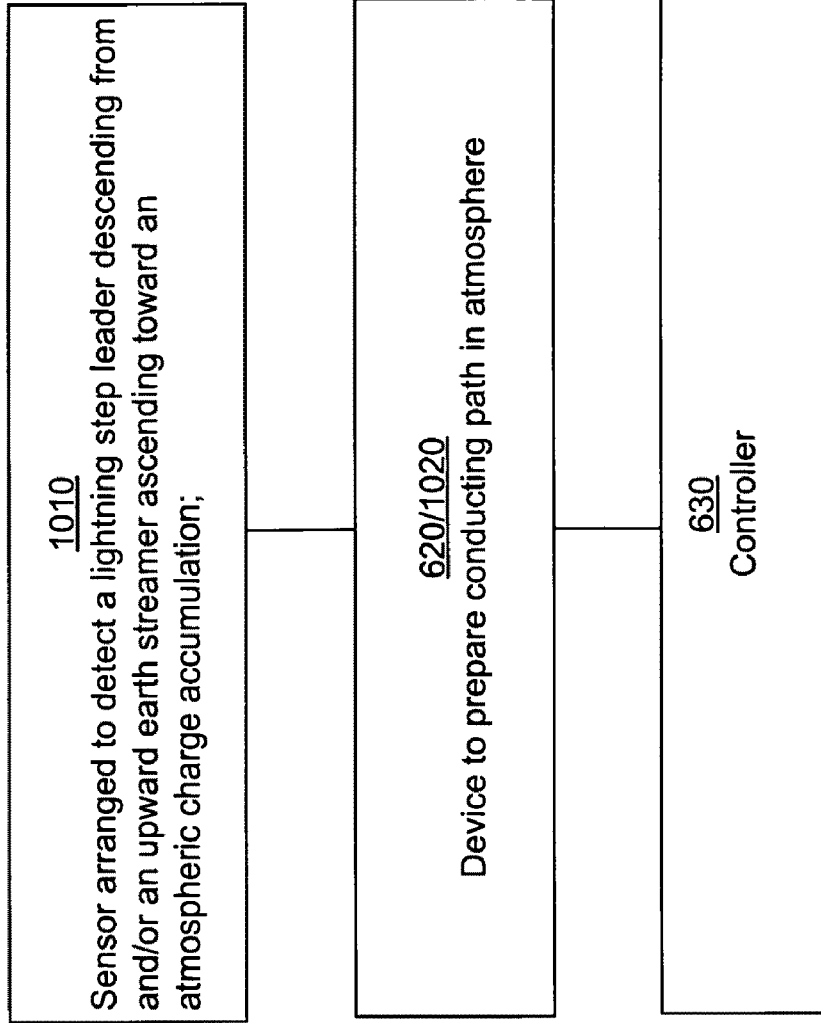 1010
Sensor arranged to detect a lightning step leader descending from
and/or an upward earth streamer ascending toward an
atmospheric charge accumulation;
620/1020
Device to prepare conducting path in atmosphere
630
Controller